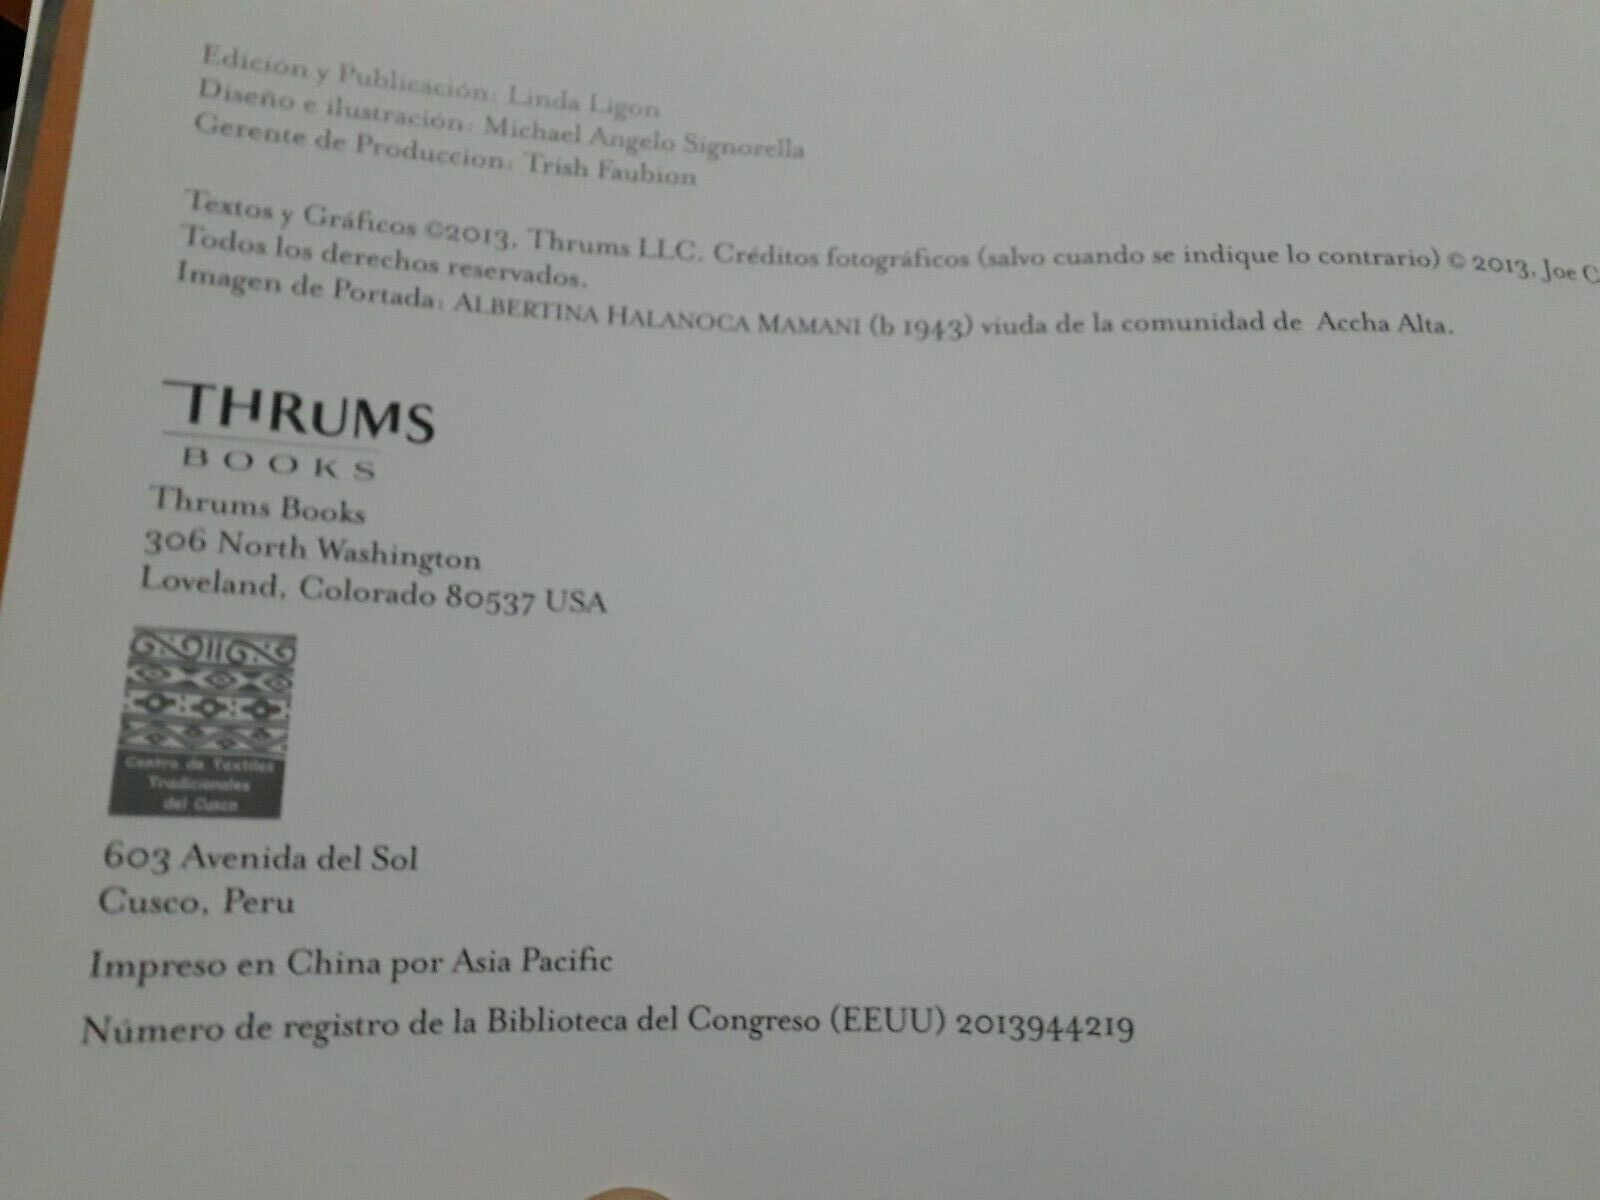 Edición y Publicación: Linda Ligon
Diseño e ilustración: Michael Angelo Signorella
Gerente de Produccion: Trish Faubion
Textos y Gráficos ©2013, Thrums LLC. Créditos fotográficos (salvo cuando se indique lo contrario) © 2013, Joe
Todos los derechos reservados.
Imagen de Portada: ALBERTINA HALANOCA MAMANI (b 1943) viuda de la comunidad de Accha Alta.
THRUMS
BOOKS
Thrums Books
306 North Washington
Loveland, Colorado 80537 USA
Centro de Textiles
Tradicionales
del Cusco
603 Avenida del Sol
Cusco, Peru
Impreso en China por Asia Pacific
Número de registro de la Biblioteca del Congreso (EEUU) 2013944219